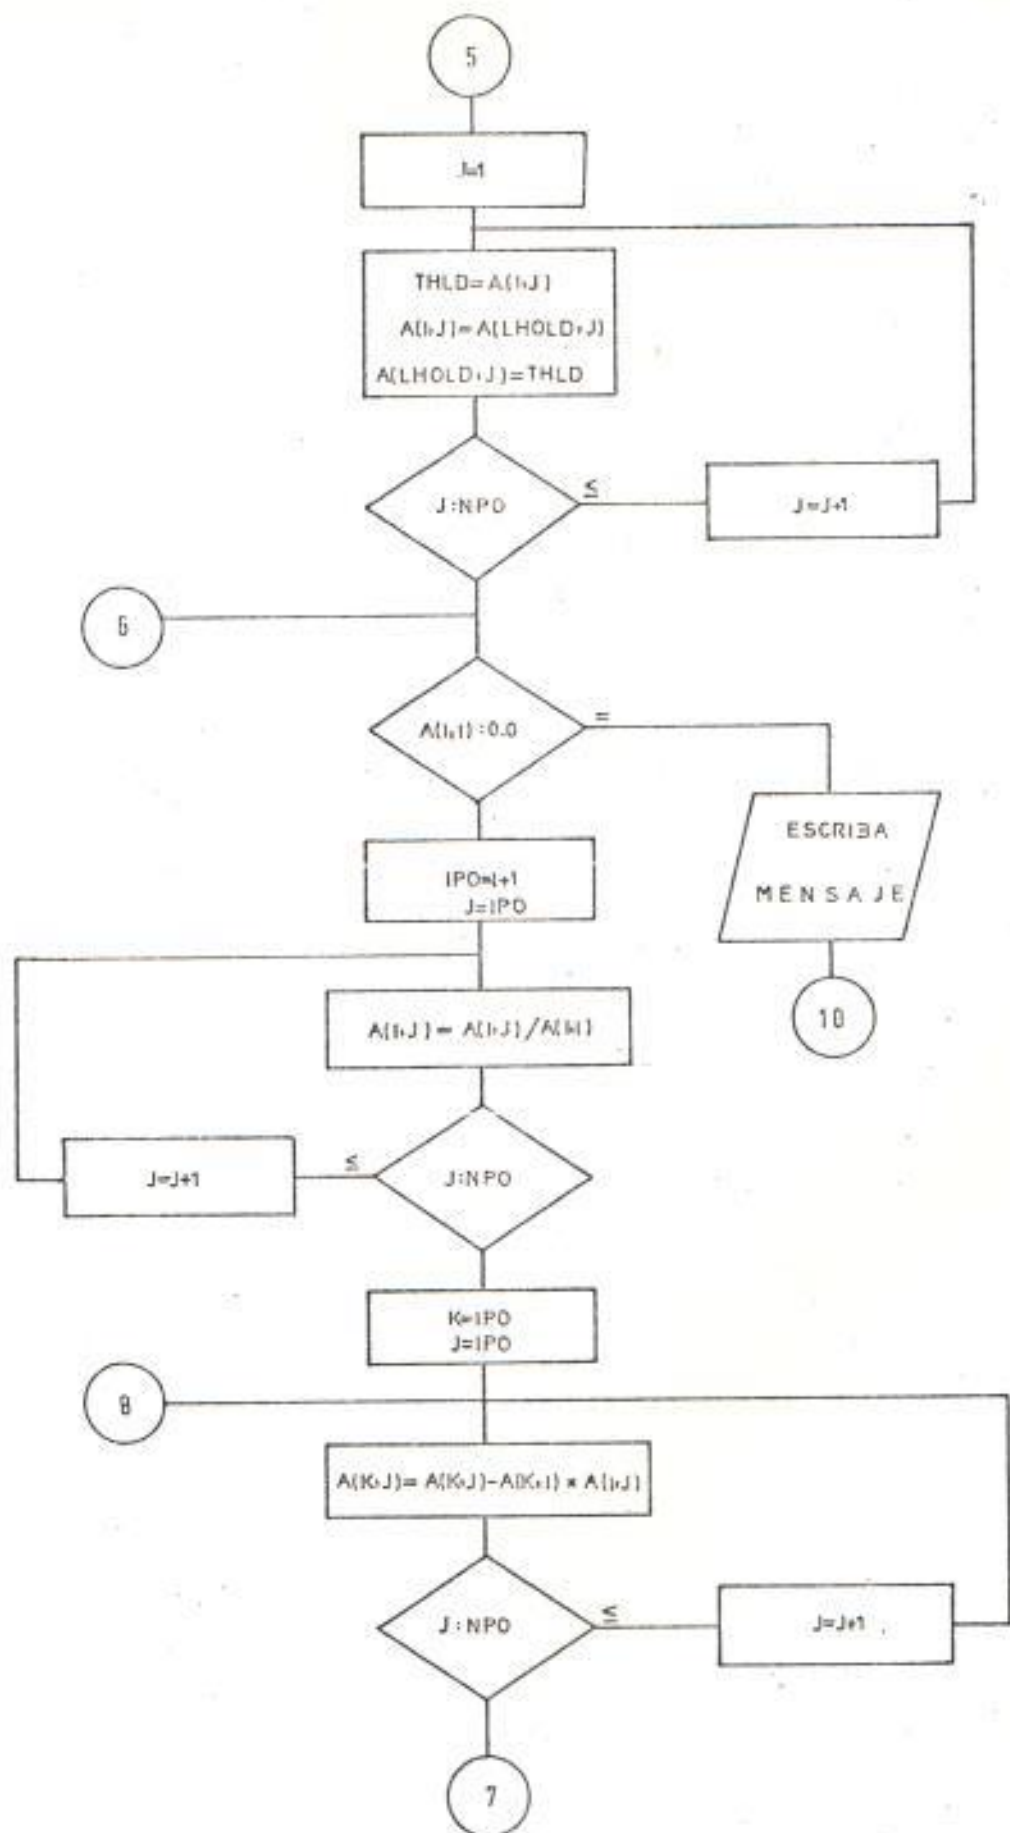 5
J=1
THLD=A(I,J)
A(I,J)=A(LHOLD,J)
A(LHOLD,J)=THLD
J:NPO
≤
J=J+1
6
A(I,I):0.0
=
ESCRIBA
MENSAJE
IPO=I+1
J=IPO
10
A(I,J) = A(I,J)/A(I,I)
J:NPO
≤
J=J+1
K=IPO
J=IPO
8
A(K,J)=A(K,J)-A(K,I)*A(I,J)
J:NPO
≤
J=J+1
7